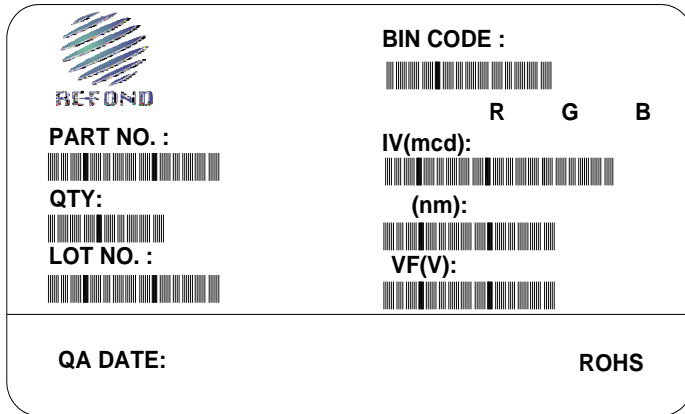 REFOND
PART NO. :
QTY:
LOT NO. :
BIN CODE :
R G B
IV(mcd):
(nm):
VF(V):
QA DATE:
ROHS